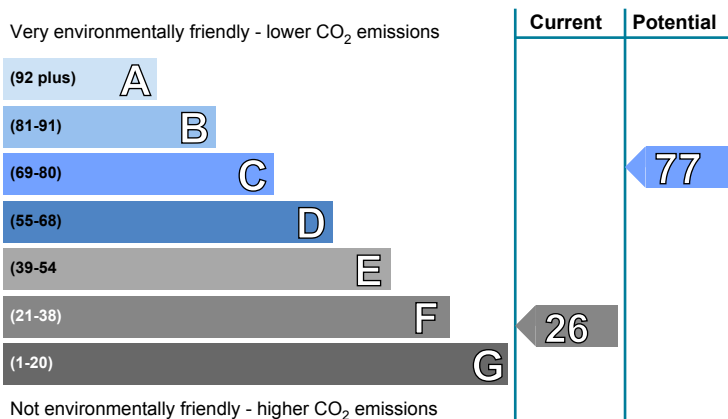 Current Potential
Very environmentally friendly - lower CO2 emissions
(92 plus) A
(81-91) B
(69-80) C 77
(55-68) D
(39-54 E
(21-38) F 26
(1-20) G
Not environmentally friendly - higher CO2 emissions